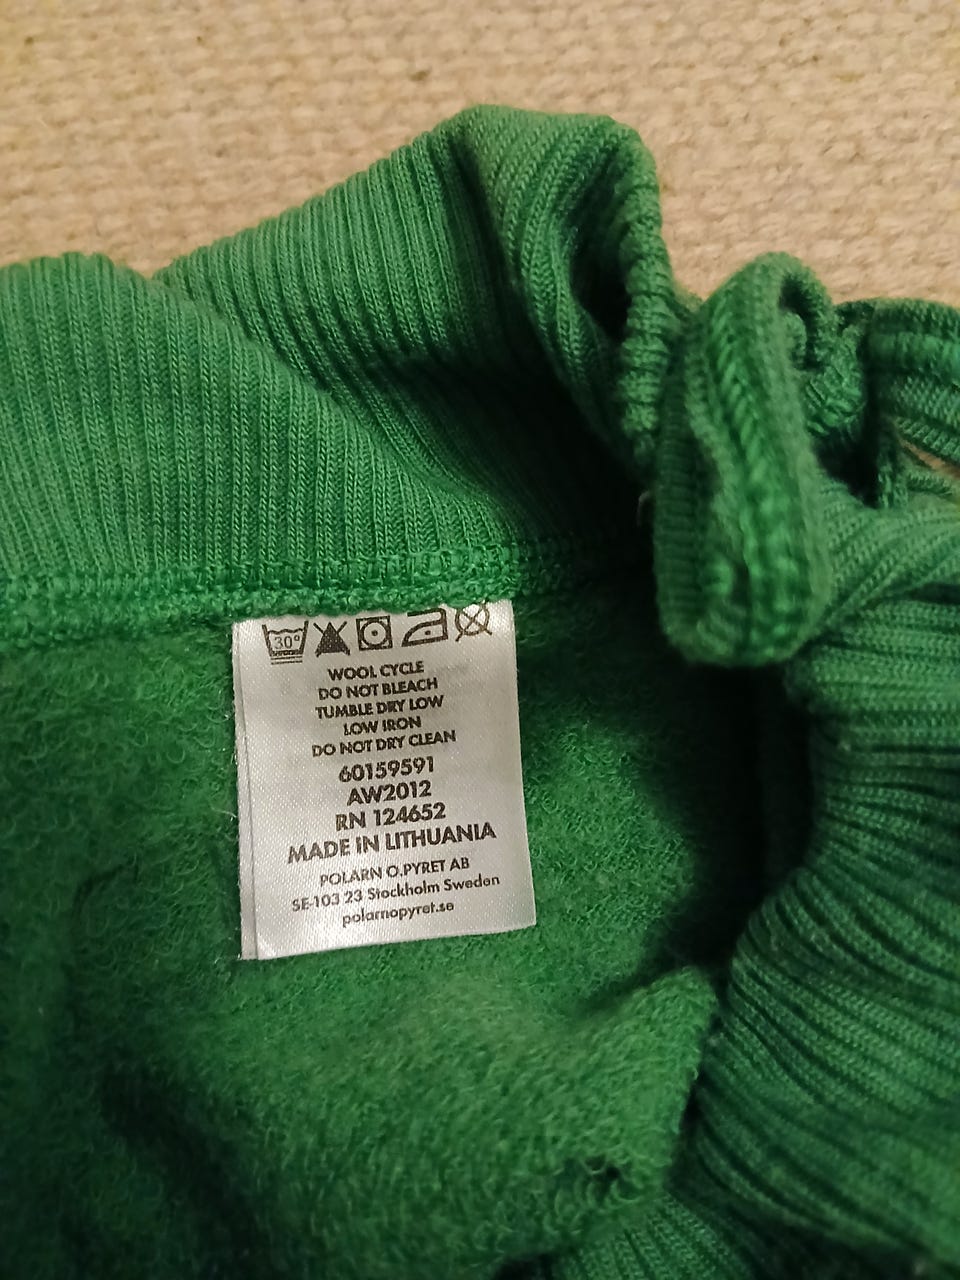 30°
WOOL CYCLE
DO NOT BLEACH
TUMBLE DRY LOW
LOW IRON
DO NOT DRY CLEAN
60159591
AW2012
RN 124652
MADE IN LITHUANIA
POLARN O.PYRET AB
SE-103 23 Stockholm Sweden
polarnopyret.se